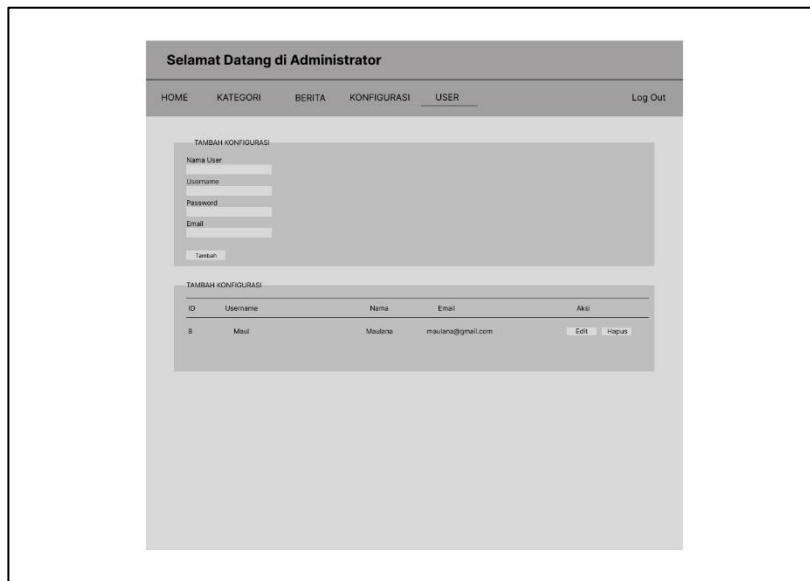 Selamat Datang di Administrator
HOME KATEGORI BERITA KONFIGURASI USER Log Out
TAMBAH KONFIGURASI
Nama User
Username
Password
Email
Tambah
TAMBAH KONFIGURASI
ID Username Nama Email Aksi
8 Maul Maulana maulana@gmail.com Edit Hapus